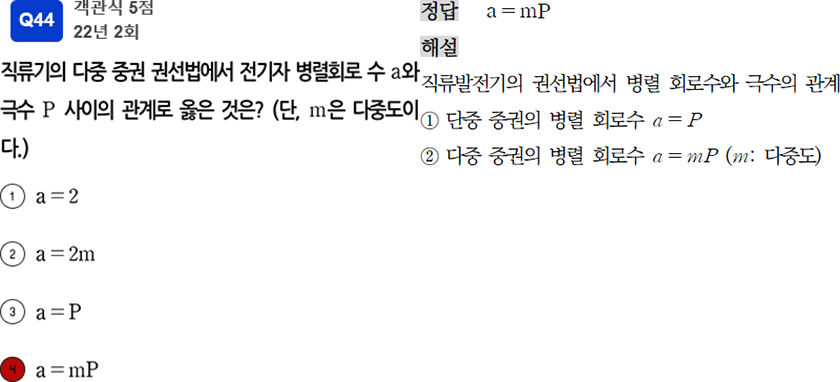 Q44
객관식 5점
22년 2회
직류기의 다중 중권 권선법에서 전기자 병렬회로 수 a와
극수 P 사이의 관계로 옳은 것은? (단, m은 다중도이
다.)
1 a=2
2 a=2m
3 a=P
4 a=mP
정답 a=mP
해설
직류발전기의 권선법에서 병렬 회로수와 극수의 관계
① 단중 중권의 병렬 회로수 a=P
② 다중 중권의 병렬 회로수 a=mP (m: 다중도)